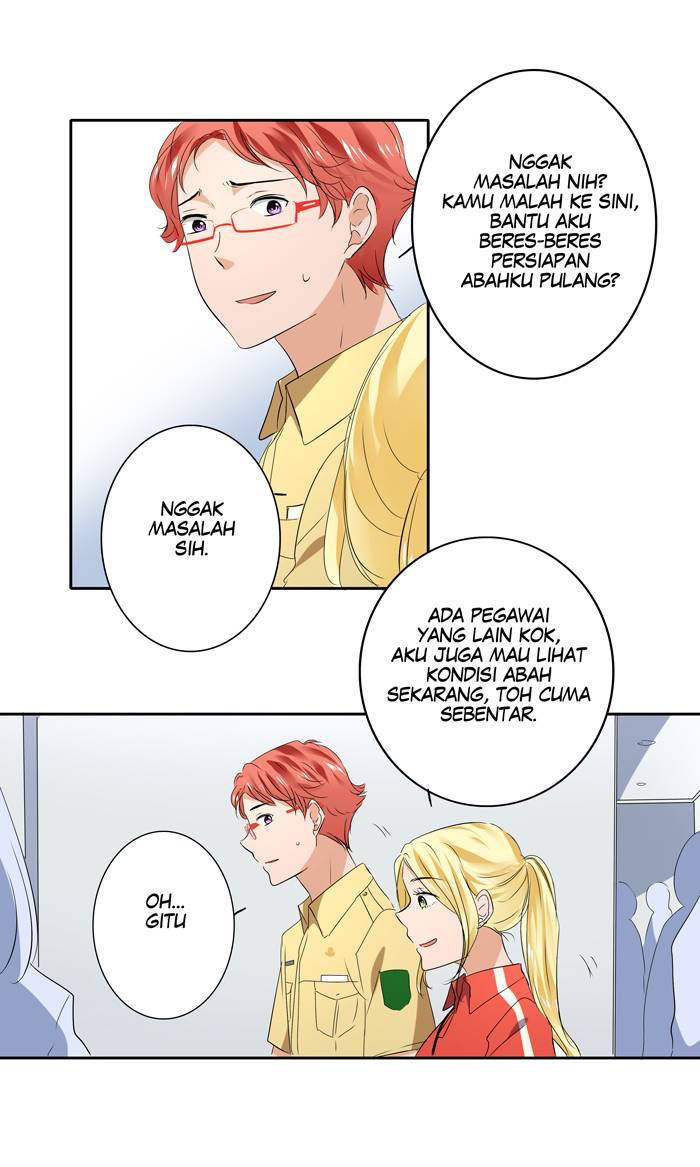 NGGAK
MASALAH NIH?
KAMU MALAH KE SINI,
BANTU AKU
BERES-BERES
PERSIAPAN
ABAHKU PULANG?
NGGAK
MASALAH
SIH.
ADA PEGAWAI
YANG LAIN KOK,
AKU JUGA MAU LIHAT
KONDISI ABAH
SEKARANG, TOH CUMA
SEBENTAR.
OH...
GITU